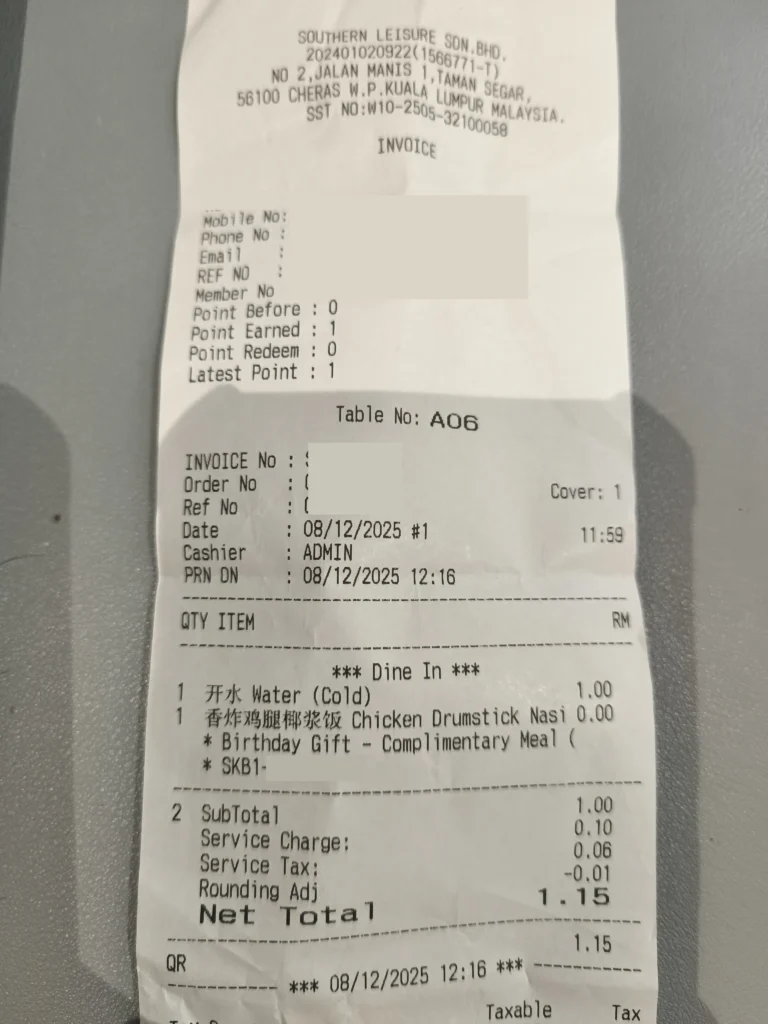 SOUTHERN LEISURE SDN.BHD.
202401020922(1566771-T)
NO 2,JALAN MANIS 1,TAMAN SEGAR,
56100 CHERAS W.P.KUALA LUMPUR MALAYSIA.
SST NO:W10-2505-32100058
INVOICE
Mobile No:
Phone No :
Email :
REF NO :
Member No
Point Before : 0
Point Earned : 1
Point Redeem : 0
Latest Point : 1
Table No: A06
INVOICE No :
Order No : Cover: 1
Ref No :
Date : 08/12/2025 #1 11:59
Cashier : ADMIN
PRN ON : 08/12/2025 12:16
QTY ITEM RM
*** Dine In ***
1 开水 Water (Cold) 1.00
1 香炸鸡腿椰浆饭 Chicken Drumstick Nasi 0.00
* Birthday Gift - Complimentary Meal (
* SKB1-
2 SubTotal 1.00
Service Charge: 0.10
Service Tax: 0.06
Rounding Adj -0.01
Net Total 1.15
QR 1.15
*** 08/12/2025 12:16 ***
Taxable Tax